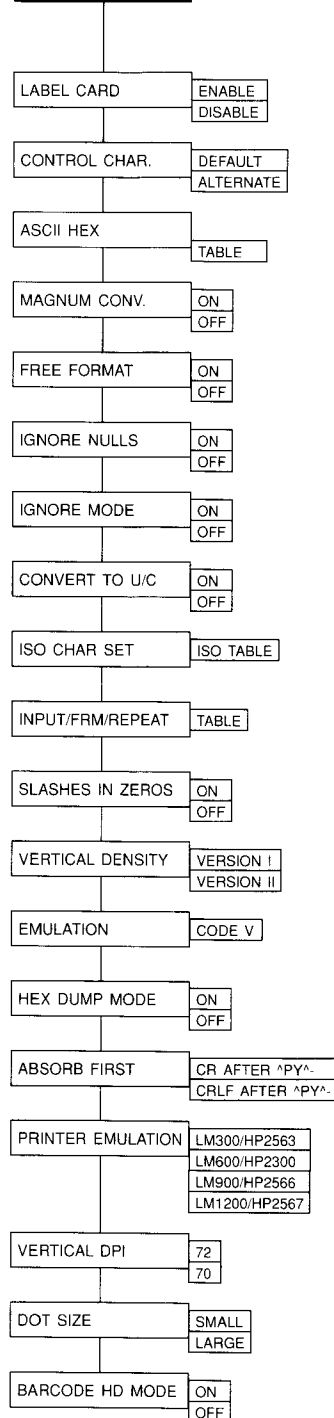 LABEL CARD
ENABLE
DISABLE
CONTROL CHAR.
DEFAULT
ALTERNATE
ASCII HEX
TABLE
MAGNUM CONV.
ON
OFF
FREE FORMAT
ON
OFF
IGNORE NULLS
ON
OFF
IGNORE MODE
ON
OFF
CONVERT TO U/C
ON
OFF
ISO CHAR SET
ISO TABLE
INPUT/FRM/REPEAT
TABLE
SLASHES IN ZEROS
ON
OFF
VERTICAL DENSITY
VERSION I
VERSION II
EMULATION
CODE V
HEX DUMP MODE
ON
OFF
ABSORB FIRST
CR AFTER ^PY^-
CRLF AFTER ^PY^-
PRINTER EMULATION
LM300/HP2563
LM600/HP2300
LM900/HP2566
LM1200/HP2567
VERTICAL DPI
72
70
DOT SIZE
SMALL
LARGE
BARCODE HD MODE
ON
OFF